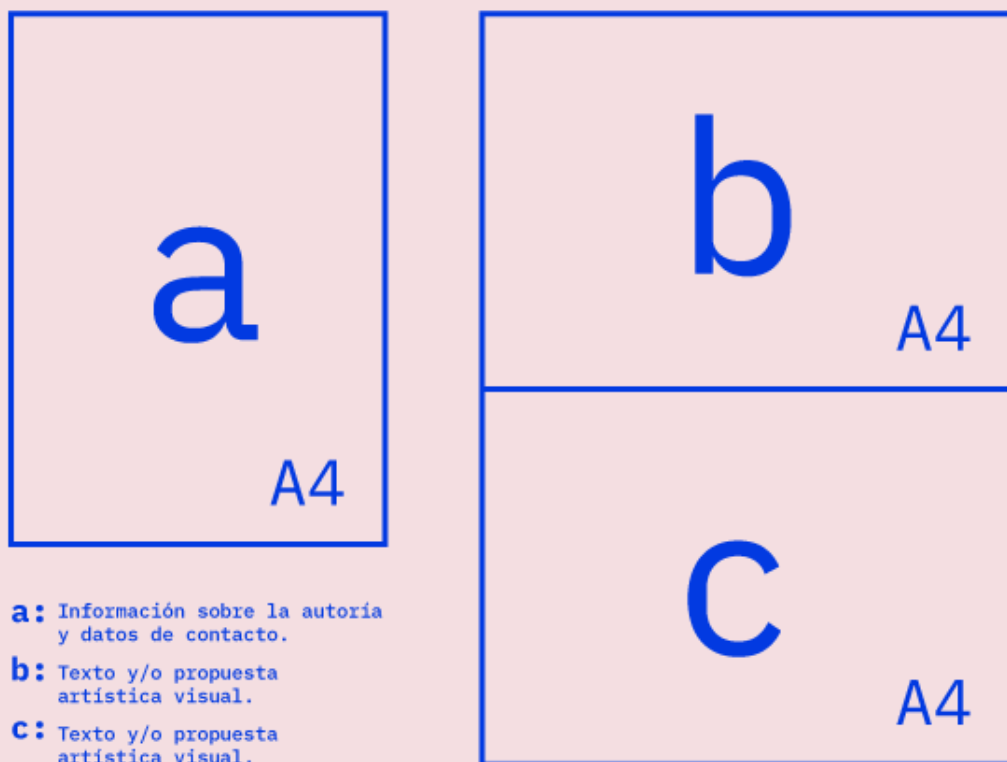 a
A4
b
A4
c
A4
a: Información sobre la autoría
y datos de contacto.
b: Texto y/o propuesta
artística visual.
c: Texto y/o propuesta
artística visual.